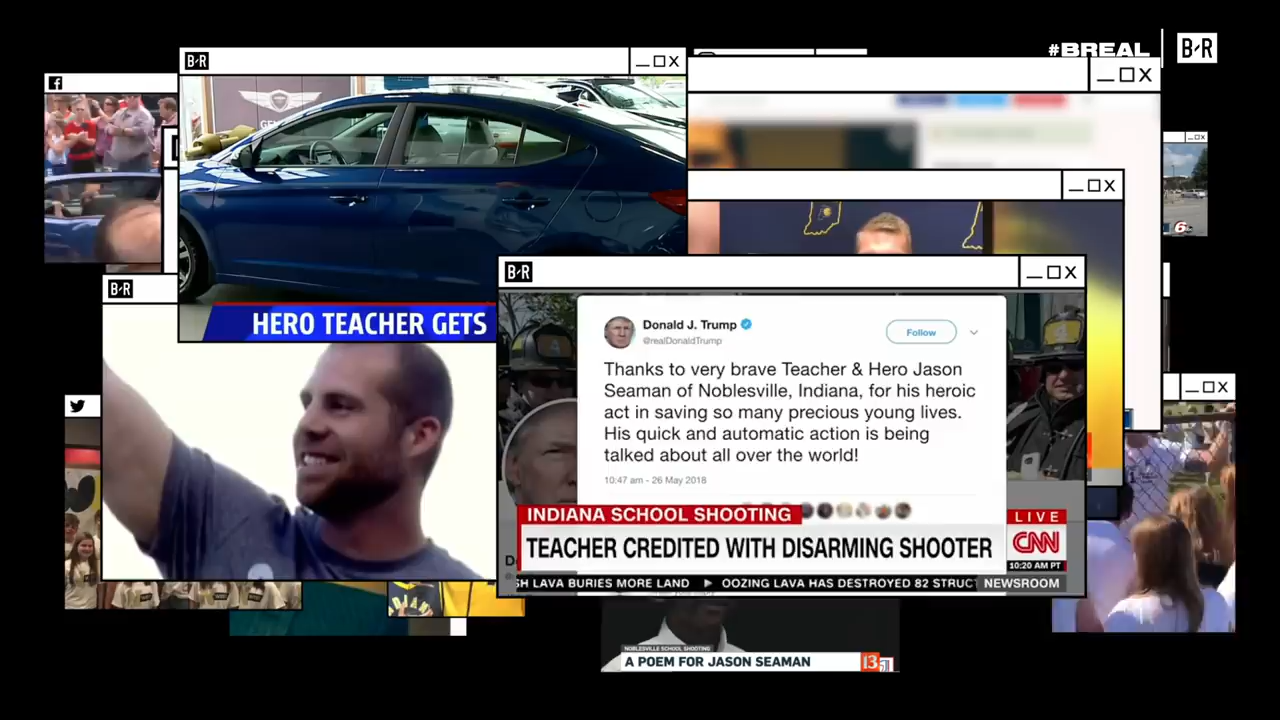 #BREAL
B/R
B/R
GEN
HERO TEACHER GETS
B/R
B/R
Donald J. Trump
@realDonaldTrump
Follow
Thanks to very brave Teacher & Hero Jason
Seaman of Noblesville, Indiana, for his heroic
act in saving so many precious young lives.
His quick and automatic action is being
talked about all over the world!
10:47 am - 26 May 2018
INDIANA SCHOOL SHOOTING
TEACHER CREDITED WITH DISARMING SHOOTER
LIVE
CNN
10:20 AM PT
SH LAVA BURIES MORE LAND ▶ OOZING LAVA HAS DESTROYED 82 STRUCT
NEWSROOM
NOBLESVILLE SCHOOL SHOOTING
A POEM FOR JASON SEAMAN
13
6